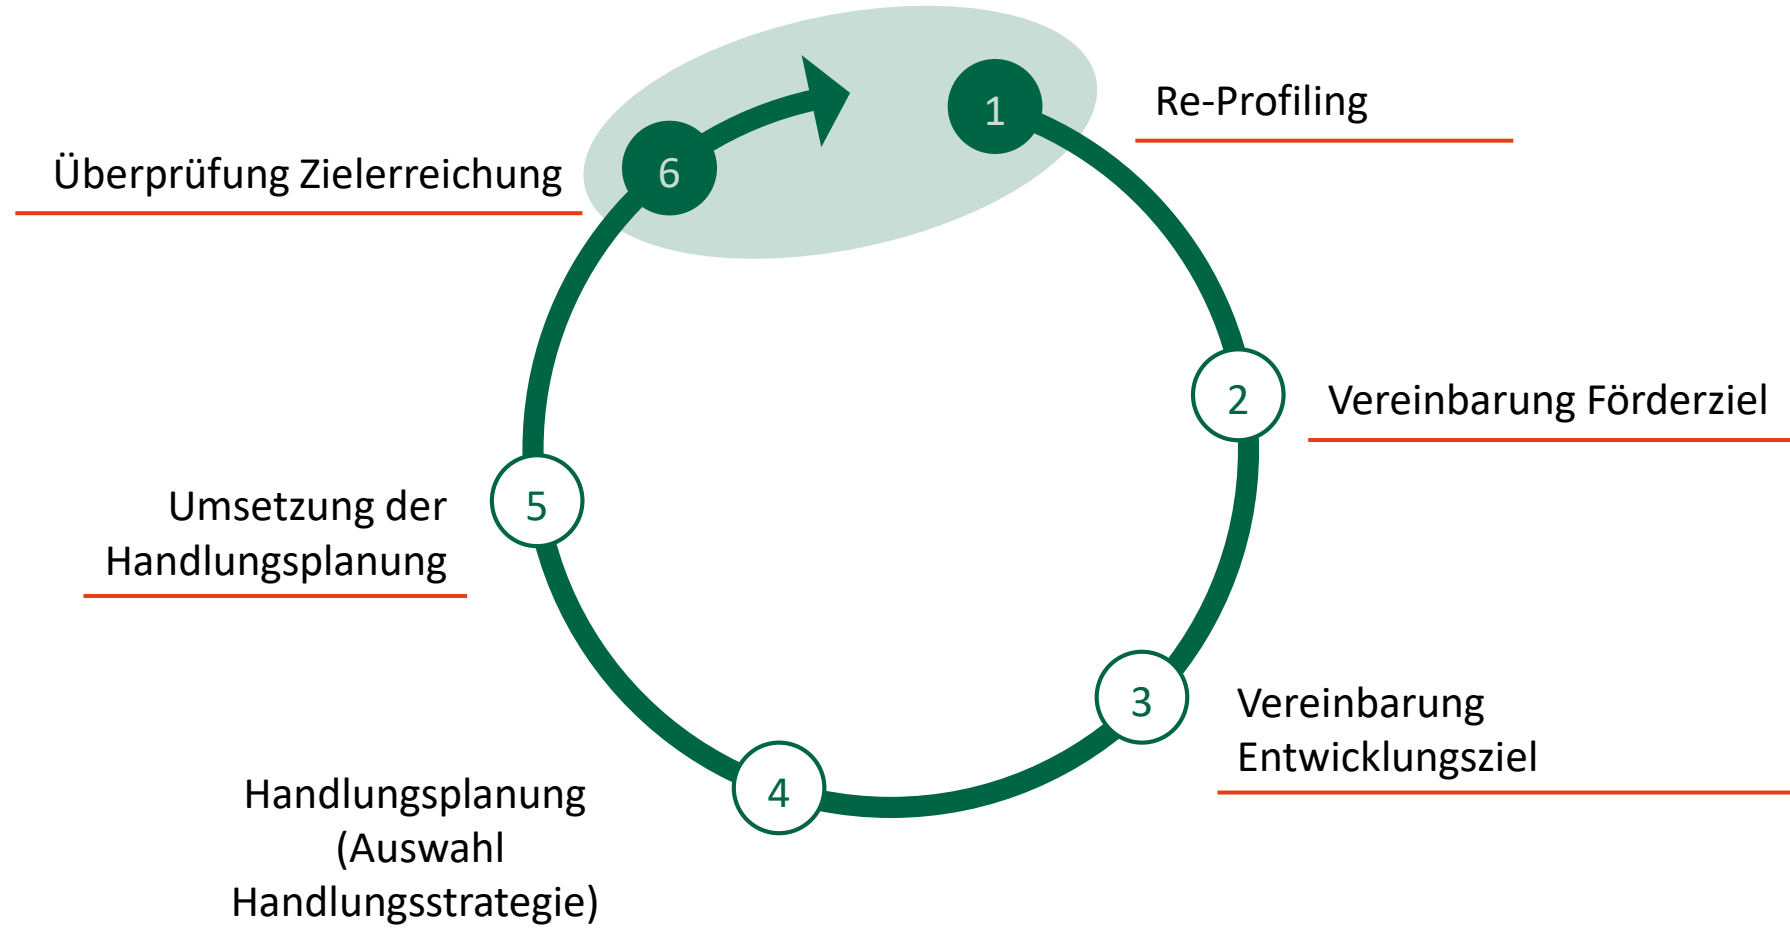 1
Re-Profiling
2
Vereinbarung Förderziel
3
Vereinbarung
Entwicklungsziel
4
Handlungsplanung
(Auswahl
Handlungsstrategie)
5
Umsetzung der
Handlungsplanung
6
Überprüfung Zielerreichung